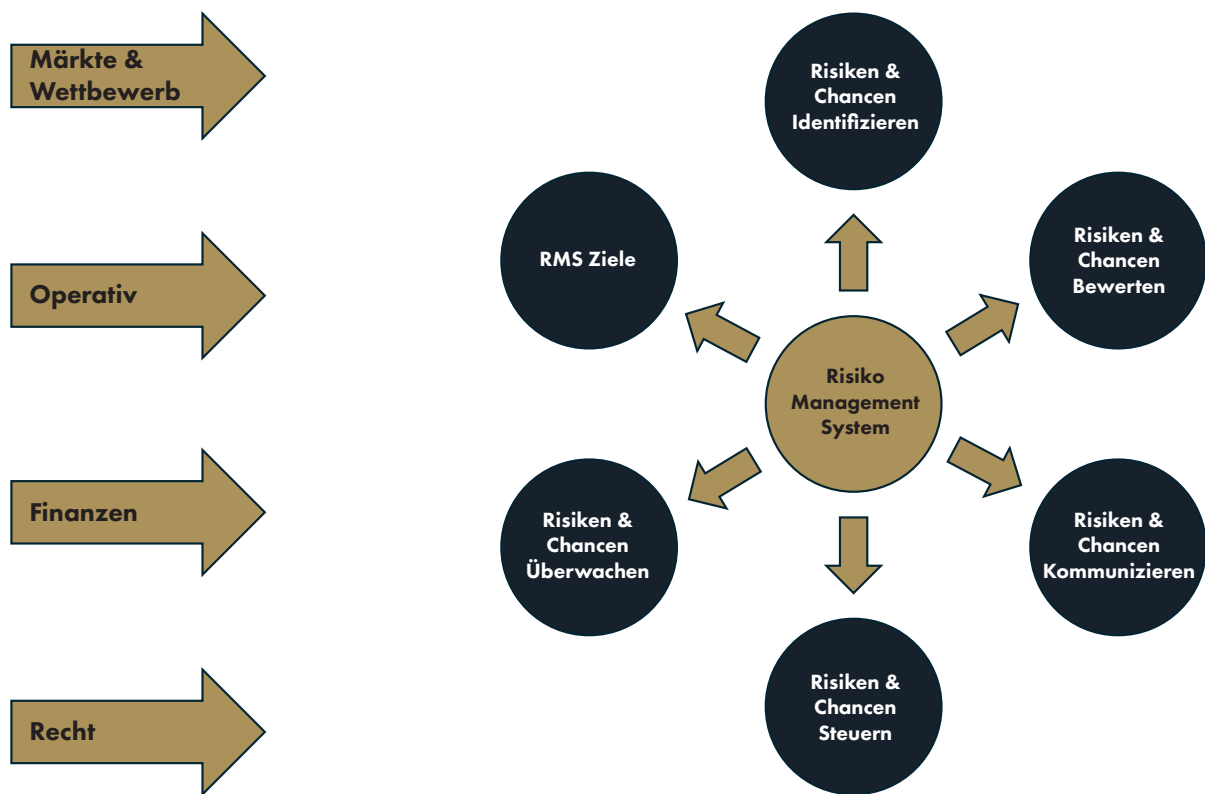 Märkte &
Wettbewerb
Operativ
Finanzen
Recht
Risiken &
Chancen
Identifizieren
RMS Ziele
Risiken &
Chancen
Bewerten
Risiko
Management
System
Risiken &
Chancen
Überwachen
Risiken &
Chancen
Kommunizieren
Risiken &
Chancen
Steuern